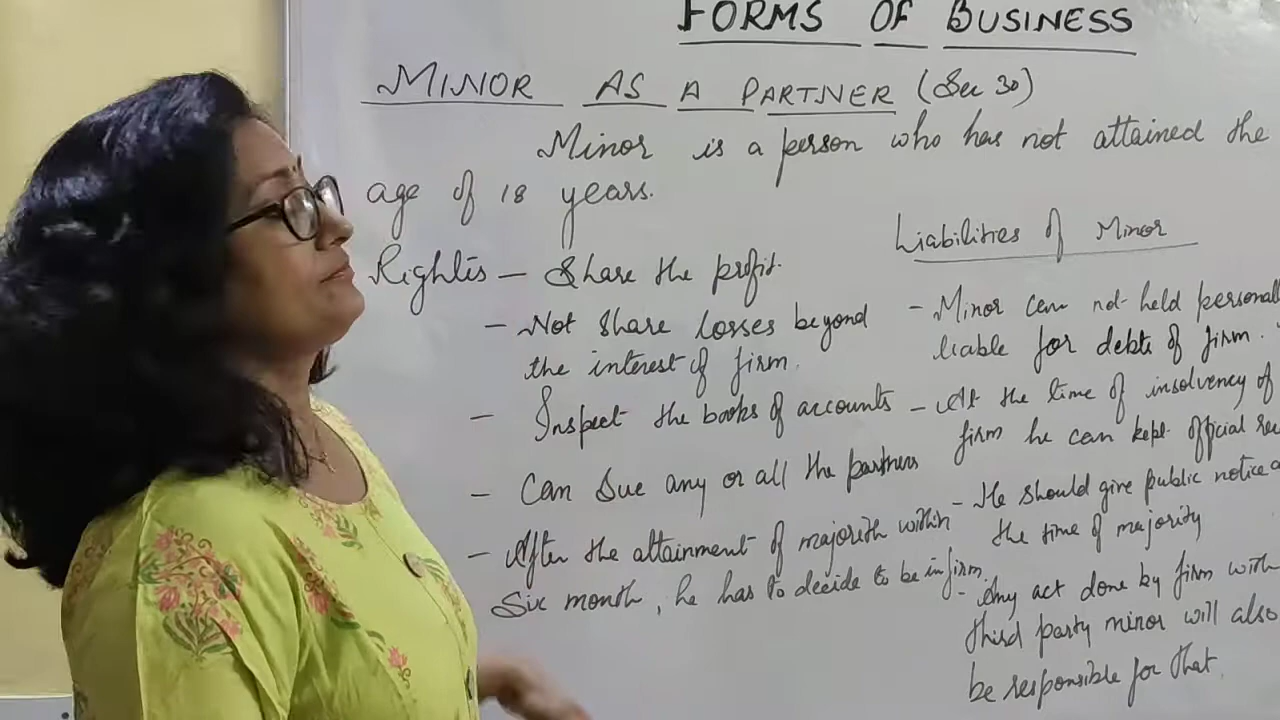 FORMS OF BUSINESS
MINOR AS A PARTNER (Sec 30)
Minor is a person who has not attained the
age of 18 years.
Rights - Share the profit.
- Not Share losses beyond
the interest of firm.
- Inspect the books of accounts
- Can Sue any or all the partners
- After the attainment of majorith within
Six month, he has to decide to be in firm.
Liabilities of Minor
- Minor can not held personall
liable for debts of firm.
- At the time of insolvency of
firm he can kept official
- He should give public notice a
the time of majority
- Any act done by firm with
third party minor will also
be responsible for that.